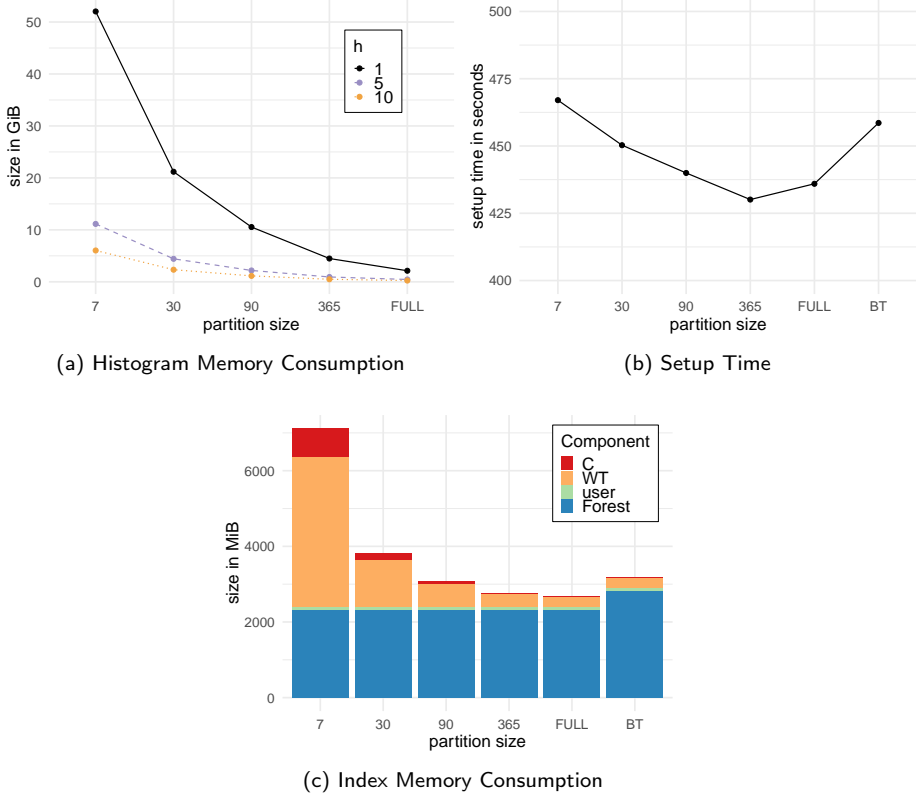 50
40
30
20
10
0
size in GiB
h
1
5
10
7 30 90 365 FULL
partition size
(a) Histogram Memory Consumption
500
475
450
425
400
setup time in seconds
7 30 90 365 FULL BT
partition size
(b) Setup Time
6000
4000
2000
0
size in MiB
Component
C
WT
user
Forest
7 30 90 365 FULL BT
partition size
(c) Index Memory Consumption